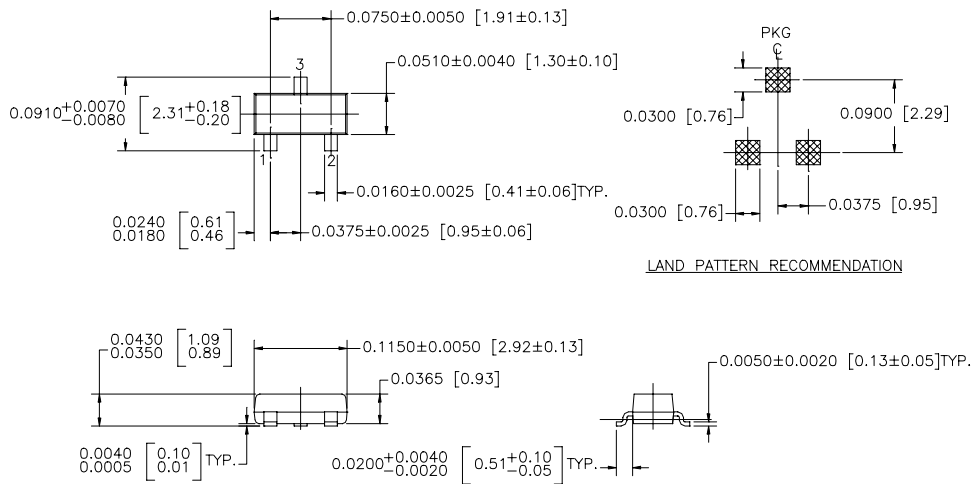 0.0750±0.0050 [1.91±0.13]
3
0.0510±0.0040 [1.30±0.10]
0.0910+0.0070 [2.31+0.18]
-0.0080 -0.20
1
2
0.0160±0.0025 [0.41±0.06]TYP.
0.0240 [0.61]
0.0180 [0.46]
0.0375±0.0025 [0.95±0.06]
PKG
CL
0.0300 [0.76]
0.0900 [2.29]
0.0300 [0.76]
0.0375 [0.95]
LAND PATTERN RECOMMENDATION
0.0430 [1.09]
0.0350 [0.89]
0.1150±0.0050 [2.92±0.13]
0.0365 [0.93]
0.0040 [0.10] TYP.
0.0005 [0.01]
0.0050±0.0020 [0.13±0.05]TYP.
0.0200+0.0040 [0.51+0.10] TYP.
-0.0020 -0.05